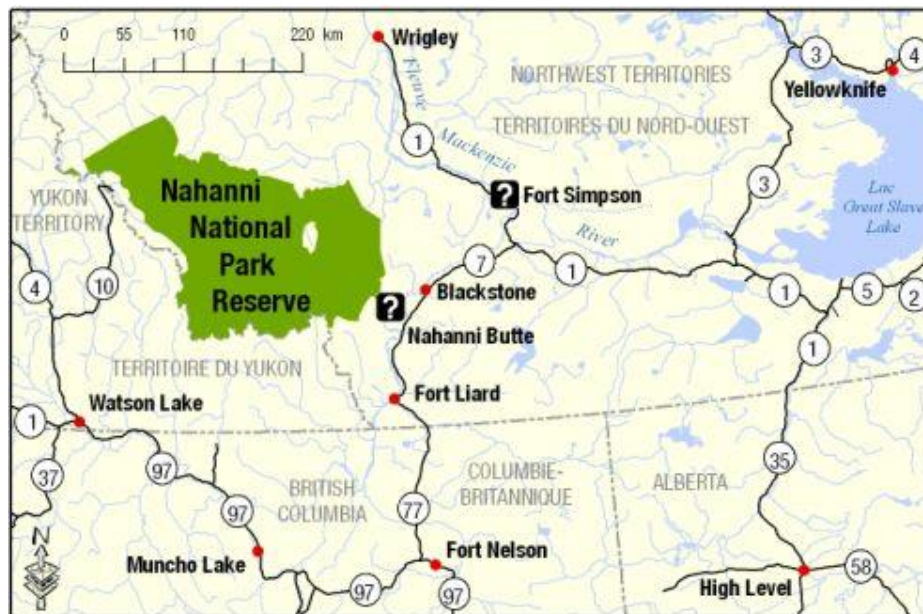 0 55 110 220 km
Wrigley
NORTHWEST TERRITORIES
3
4
Yellowknife
Fleuve
1
Mackenzie
TERRITOIRES DU NORD-OUEST
?
Fort Simpson
River
3
Lac
Great Slave
Lake
YUKON
TERRITORY
Nahanni
National
Park
Reserve
4
10
7
1
Blackstone
?
1
5
2
Nahanni Butte
1
TERRITOIRE DU YUKON
Fort Liard
Watson Lake
1
37
97
97
BRITISH
COLUMBIA
COLUMBIE-
BRITANNIQUE
ALBERTA
35
77
N
Muncho Lake
Fort Nelson
97
97
High Level
58